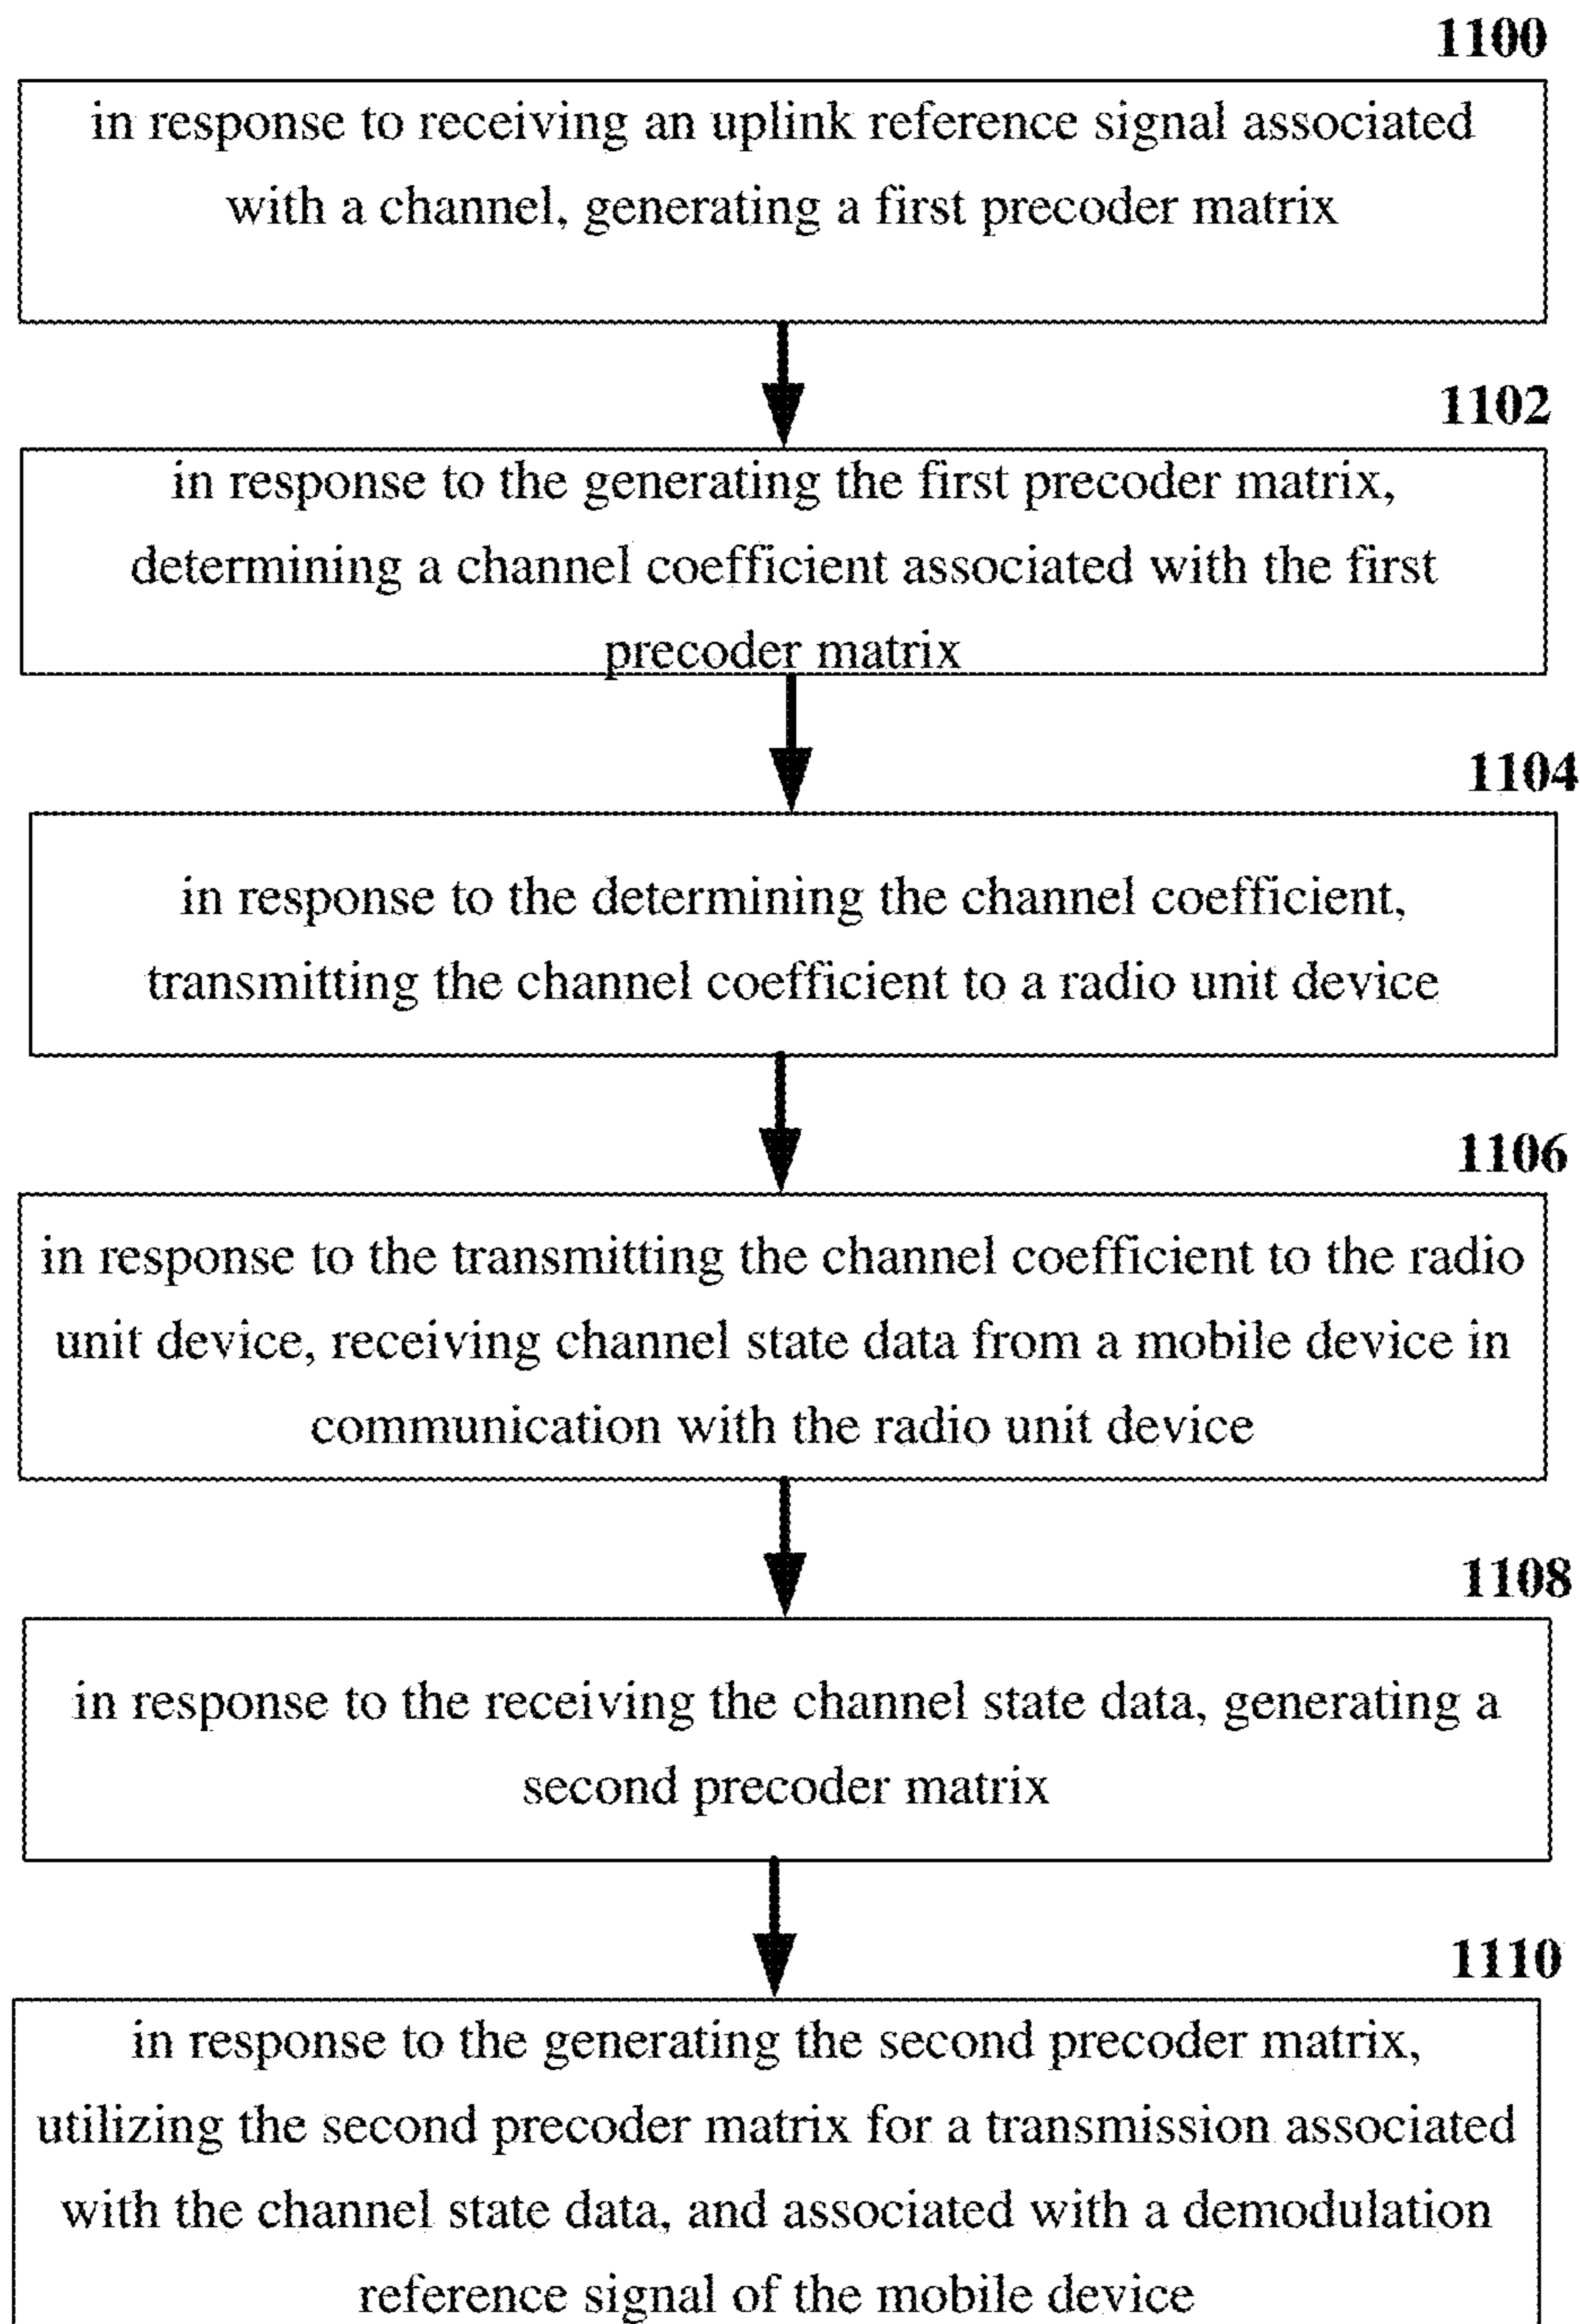 1100
in response to receiving an uplink reference signal associated
with a channel, generating a first precoder matrix
1102
in response to the generating the first precoder matrix,
determining a channel coefficient associated with the first
precoder matrix
1104
in response to the determining the channel coefficient,
transmitting the channel coefficient to a radio unit device
1106
in response to the transmitting the channel coefficient to the radio
unit device, receiving channel state data from a mobile device in
communication with the radio unit device
1108
in response to the receiving the channel state data, generating a
second precoder matrix
1110
in response to the generating the second precoder matrix,
utilizing the second precoder matrix for a transmission associated
with the channel state data, and associated with a demodulation
reference signal of the mobile device